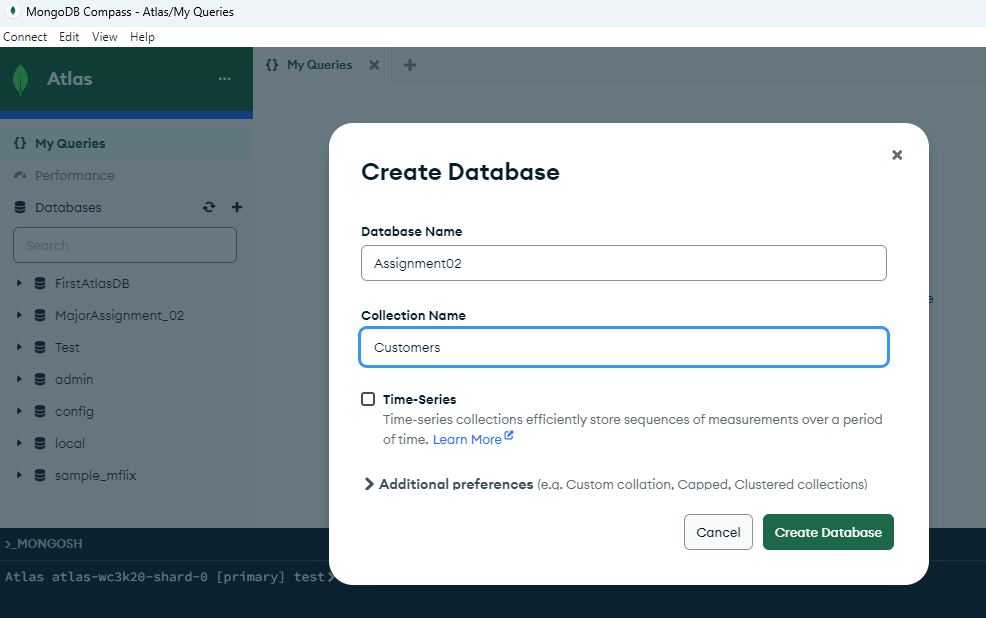 MongoDB Compass - Atlas/My Queries
Connect Edit View Help
Atlas ...
{} My Queries
{} My Queries
Performance
Databases
Search
FirstAtlasDB
MajorAssignment_02
Test
admin
config
local
sample_mflix
Create Database
Database Name
Assignment02
Collection Name
Customers
Time-Series
Time-series collections efficiently store sequences of measurements over a period
of time. Learn More
Additional preferences (e.g. Custom collation, Capped, Clustered collections)
Cancel Create Database
>_MONGOSH
Atlas atlas-wc3k20-shard-0 [primary] test>